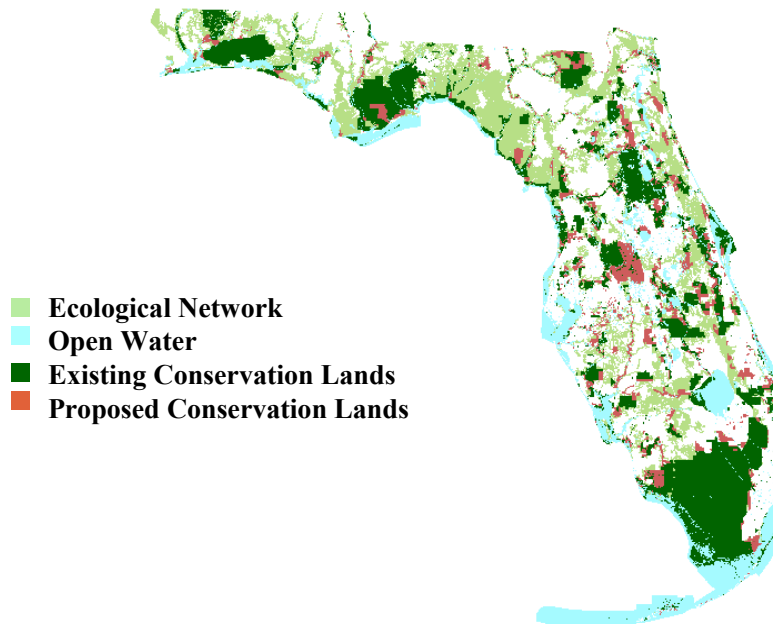 Ecological Network
Open Water
Existing Conservation Lands
Proposed Conservation Lands